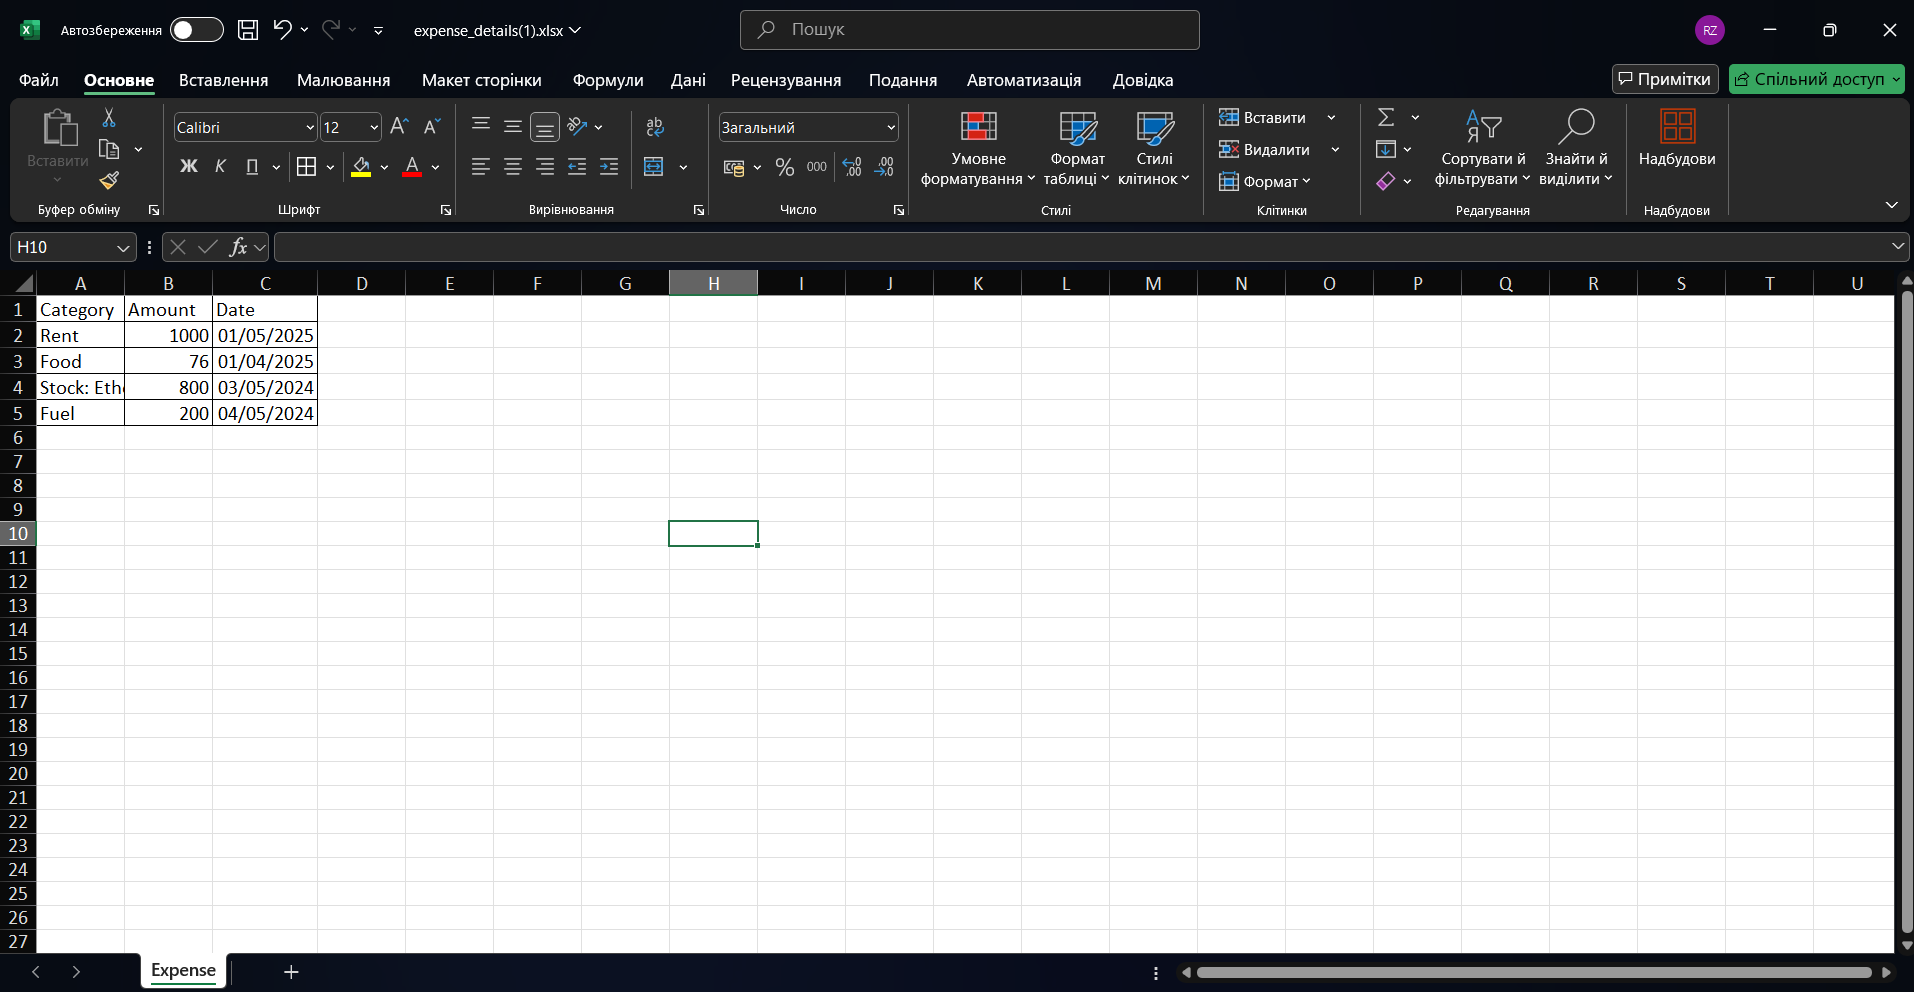 Автозбереження
expense_details(1).xlsx
Пошук
RZ
Файл Основне Вставлення Малювання Макет сторінки Формули Дані Рецензування Подання Автоматизація Довідка
Примітки
Спільний доступ
Вставити
Буфер обміну
Calibri 12
Ж К П
Шрифт
Вирівнювання
Загальний
% 000
Число
Умовне форматування
Формат таблиці
Стилі клітинок
Стилі
Вставити
Видалити
Формат
Клітинки
Сортувати й фільтрувати
Знайти й виділити
Редагування
Надбудови
Надбудови
H10
fx
A B C D E F G H I J K L M N O P Q R S T U
1 Category Amount Date
2 Rent 1000 01/05/2025
3 Food 76 01/04/2025
4 Stock: Eth 800 03/05/2024
5 Fuel 200 04/05/2024
6
7
8
9
10
11
12
13
14
15
16
17
18
19
20
21
22
23
24
25
26
27
Expense